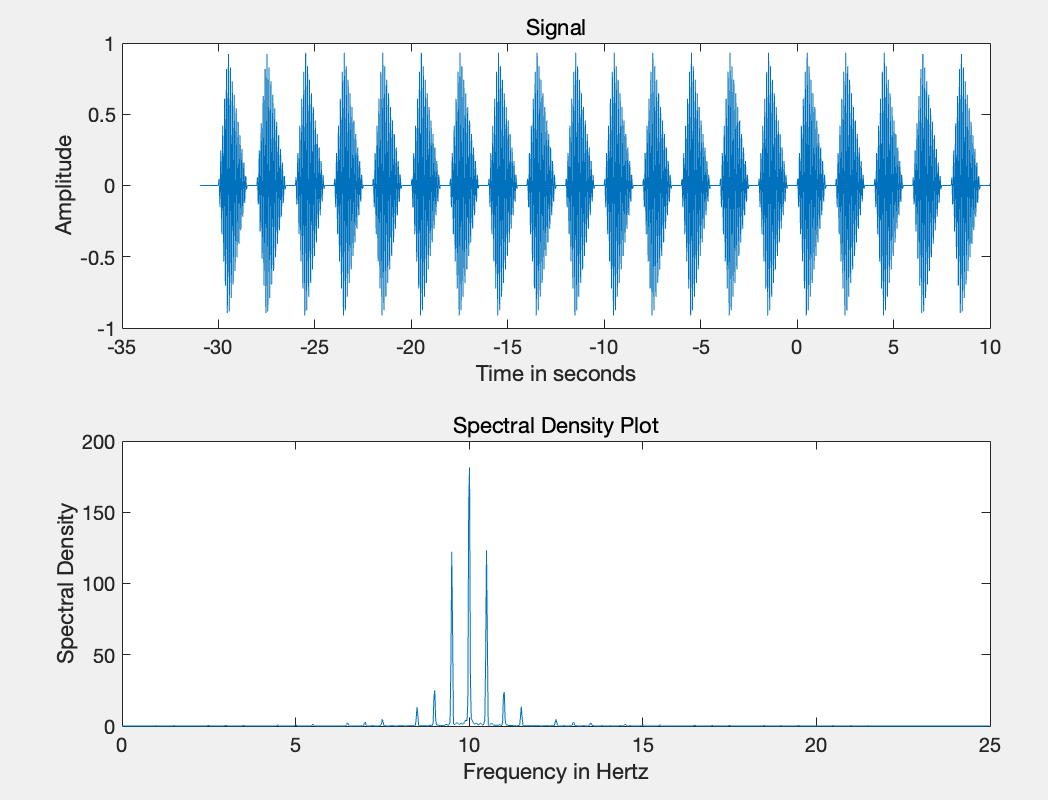 Signal
1
0.5
0
-0.5
-1
Amplitude
-35 -30 -25 -20 -15 -10 -5 0 5 10
Time in seconds
Spectral Density Plot
200
150
100
50
0
Spectral Density
0 5 10 15 20 25
Frequency in Hertz